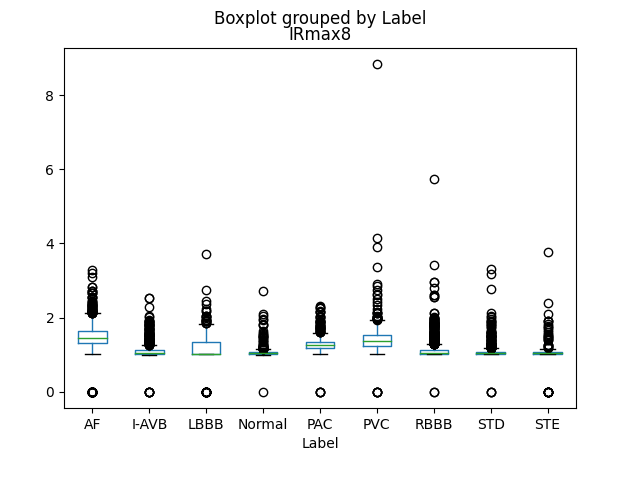 Boxplot grouped by Label
IRmax8
8
6
4
2
0
AF I-AVB LBBB Normal PAC PVC RBBB STD STE
Label